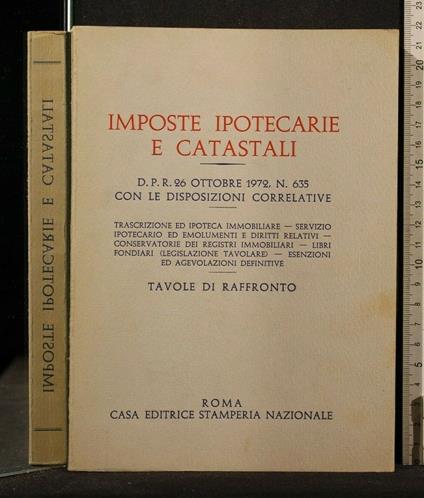 IMPOSTE IPOTECARIE E CATASTALI
IMPOSTE IPOTECARIE
E CATASTALI
D. P. R. 26 OTTOBRE 1972, N. 635
CON LE DISPOSIZIONI CORRELATIVE
TRASCRIZIONE ED IPOTECA IMMOBILIARE — SERVIZIO
IPOTECARIO ED EMOLUMENTI E DIRITTI RELATIVI —
CONSERVATORIE DEI REGISTRI IMMOBILIARI — LIBRI
FONDIARI (LEGISLAZIONE TAVOLARE) — ESENZIONI
ED AGEVOLAZIONI DEFINITIVE
TAVOLE DI RAFFRONTO
ROMA
CASA EDITRICE STAMPERIA NAZIONALE